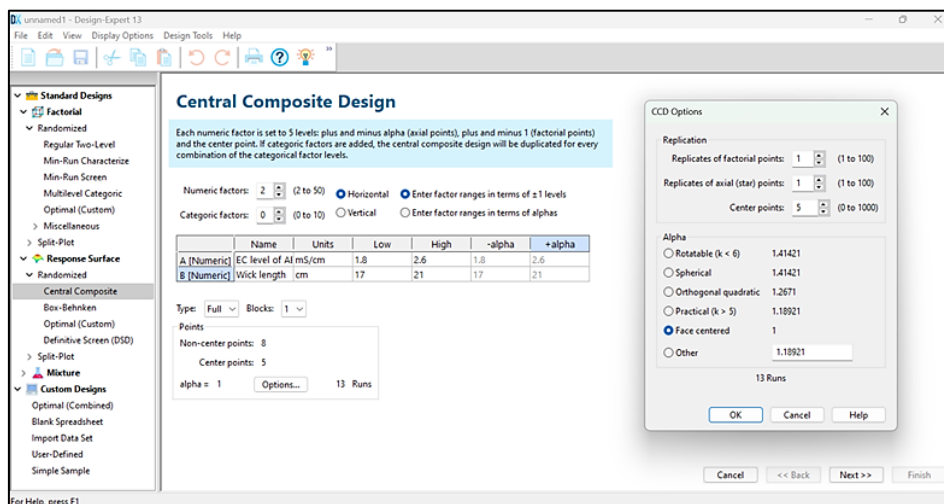 unnamed1 - Design-Expert 13
File Edit View Display Options Design Tools Help
Standard Designs
Factorial
Randomized
Regular Two-Level
Min-Run Characterize
Min-Run Screen
Multilevel Categoric
Optimal (Custom)
Miscellaneous
Split-Plot
Response Surface
Randomized
Central Composite
Box-Behnken
Optimal (Custom)
Definitive Screen (DSD)
Split-Plot
Mixture
Custom Designs
Optimal (Combined)
Blank Spreadsheet
Import Data Set
User-Defined
Simple Sample
For Help, press F1
Central Composite Design
Each numeric factor is set to 5 levels: plus and minus alpha (axial points), plus and minus 1 (factorial points)
and the center point. If categoric factors are added, the central composite design will be duplicated for every
combination of the categorical factor levels.
Numeric factors: 2 (2 to 50) Horizontal Enter factor ranges in terms of ±1 levels
Categoric factors: 0 (0 to 10) Vertical Enter factor ranges in terms of alphas
Name Units Low High -alpha +alpha
A [Numeric] EC level of AB mS/cm 1.8 2.6 1.8 2.6
B [Numeric] Wick length cm 17 21 17 21
Type: Full Blocks: 1
Points
Non-center points: 8
Center points: 5
alpha = 1 Options... 13 Runs
CCD Options
Replication
Replicates of factorial points: 1 (1 to 100)
Replicates of axial (star) points: 1 (1 to 100)
Center points: 5 (0 to 1000)
Alpha
Rotatable (k < 6) 1.41421
Spherical 1.41421
Orthogonal quadratic 1.2671
Practical (k > 5) 1.18921
Face centered 1
Other 1.18921
13 Runs
OK Cancel Help
Cancel << Back Next >> Finish